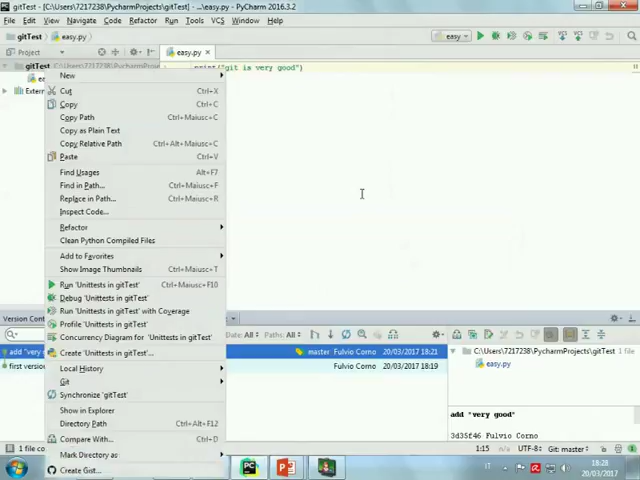 gitTest - [C:\Users\7217238\PycharmProjects\gitTest] - ...\easy.py - PyCharm 2016.3.2
File Edit View Navigate Code Refactor Run Tools VCS Window Help
gitTest easy.py easy
Project easy.py
gitTest print("git is very good")
Extern
New
Cut Ctrl+X
Copy Ctrl+C
Copy Path Ctrl+Maiusc+C
Copy as Plain Text
Copy Relative Path Ctrl+Alt+Maiusc+C
Paste Ctrl+V
Find Usages Alt+F7
Find in Path... Ctrl+Maiusc+F
Replace in Path... Ctrl+Maiusc+R
Inspect Code...
Refactor
Clean Python Compiled Files
Add to Favorites
Show Image Thumbnails Ctrl+Maiusc+T
Run 'Unittests in gitTest' Ctrl+Maiusc+F10
Debug 'Unittests in gitTest'
Run 'Unittests in gitTest' with Coverage
Profile 'Unittests in gitTest'
Concurrency Diagram for 'Unittests in gitTest'
Create 'Unittests in gitTest'...
Local History
Git
Synchronize 'gitTest'
Show in Explorer
Directory Path Ctrl+Alt+F12
Compare With... Ctrl+D
Mark Directory as
Create Gist...
Version Cont
Date: All Paths: All
add "very master Fulvio Corno 20/03/2017 18:21
first version Fulvio Corno 20/03/2017 18:19
C:\Users\7217238\PycharmProjects\gitTest 1 file
easy.py
add "very good"
3d35f46 Fulvio Corno
1 file co 1:15 UTF-8 Git: master
IT 18:28
20/03/2017